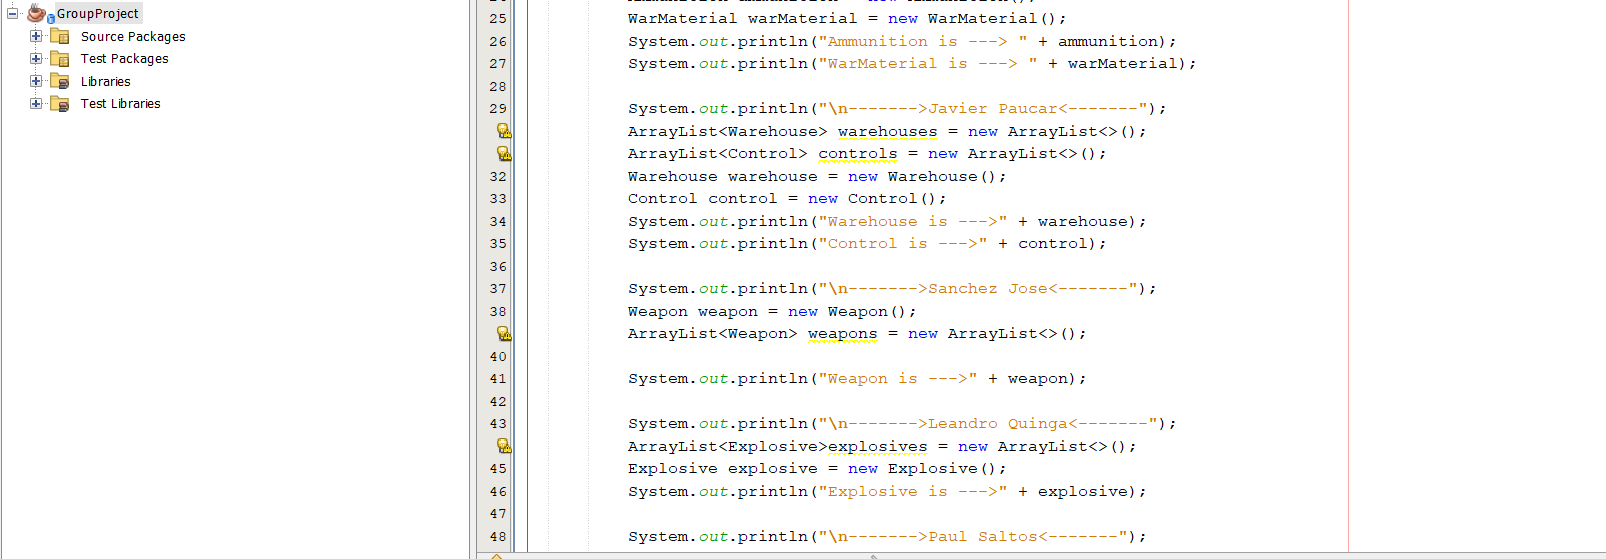 GroupProject
Source Packages
Test Packages
Libraries
Test Libraries
25 WarMaterial warMaterial = new WarMaterial();
26 System.out.println("Ammunition is ---> " + ammunition);
27 System.out.println("WarMaterial is ---> " + warMaterial);
28
29 System.out.println("\n------->Javier Paucar<-------");
ArrayList<Warehouse> warehouses = new ArrayList<>();
ArrayList<Control> controls = new ArrayList<>();
32 Warehouse warehouse = new Warehouse();
33 Control control = new Control();
34 System.out.println("Warehouse is --->" + warehouse);
35 System.out.println("Control is --->" + control);
36
37 System.out.println("\n------->Sanchez Jose<-------");
38 Weapon weapon = new Weapon();
ArrayList<Weapon> weapons = new ArrayList<>();
40
41 System.out.println("Weapon is --->" + weapon);
42
43 System.out.println("\n------->Leandro Quinga<-------");
ArrayList<Explosive>explosives = new ArrayList<>();
45 Explosive explosive = new Explosive();
46 System.out.println("Explosive is --->" + explosive);
47
48 System.out.println("\n------->Paul Saltos<-------");